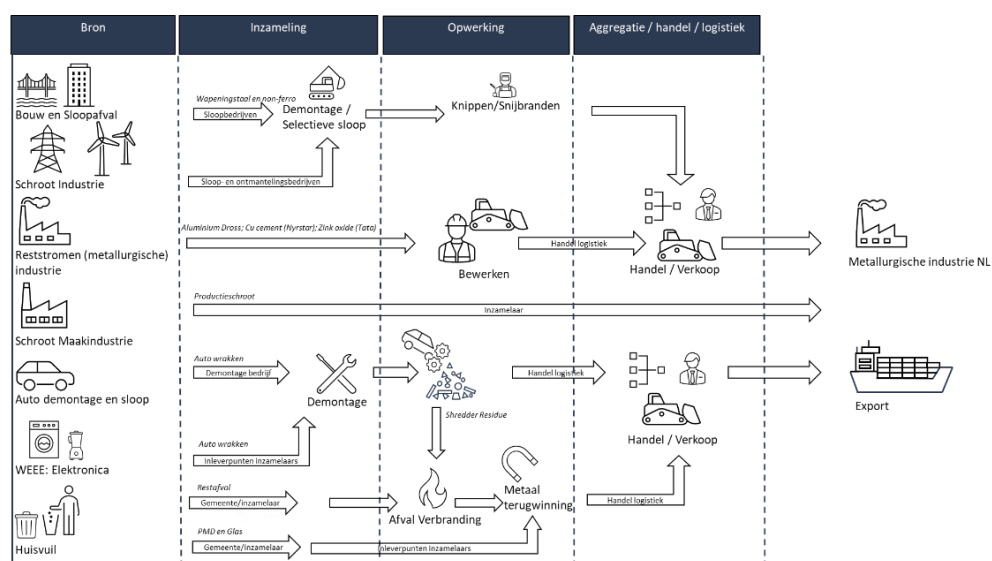 Bron
Inzameling
Opwerking
Aggregatie / handel / logistiek
Bouw en Sloopafval
Wapeningstaal en non-ferro
Sloopbedrijven
Demontage /
Selectieve sloop
Knippen/Snijbranden
Schroot Industrie
Sloop- en ontmantelingsbedrijven
Reststromen (metallurgische)
industrie
Aluminium Dross; Cu cement (Nyrstar); Zink oxide (Tata)
Bewerken
Handel logistiek
Handel / Verkoop
Metallurgische industrie NL
Schroot Maakindustrie
Productieschroot
Inzamelaar
Auto demontage en sloop
Auto wrakken
Demontage bedrijf
Demontage
Handel logistiek
Handel / Verkoop
Export
Shredder Residue
WEEE: Elektronica
Auto wrakken
Inleverpunten inzamelaars
Huisvuil
Restafval
Gemeente/inzamelaar
Afval Verbranding
Metaal
terugwinning
Handel logistiek
PMD en Glas
Gemeente/inzamelaar
Inleverpunten inzamelaars